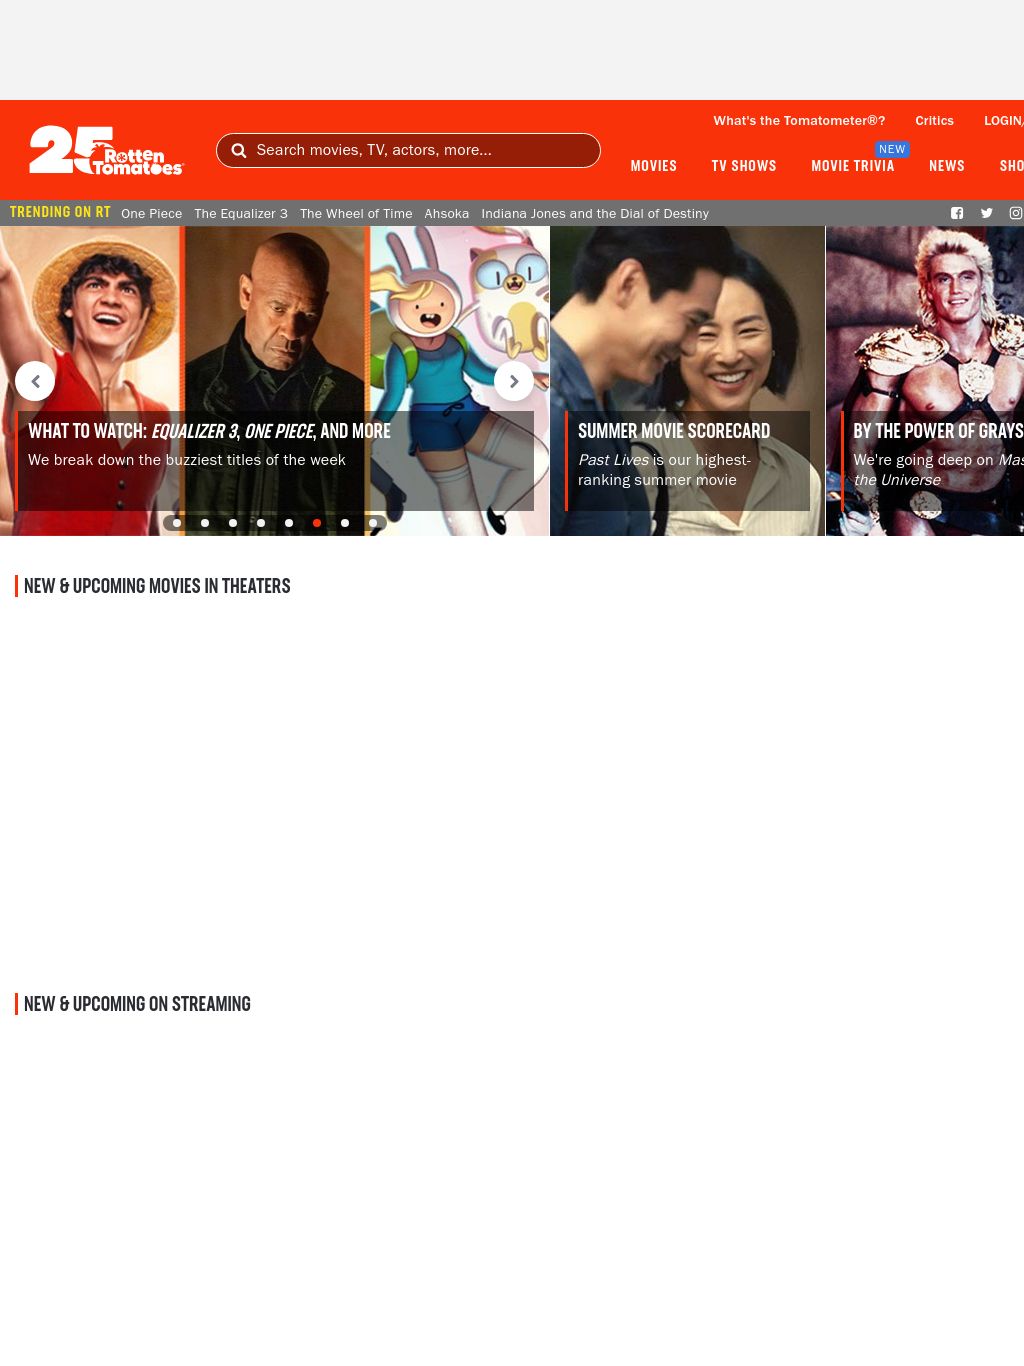 What's the Tomatometer®?
Critics
LOGIN/
25 Rotten
Tomatoes
Search movies, TV, actors, more...
MOVIES
TV SHOWS
MOVIE TRIVIA
NEW
NEWS
SHO
TRENDING ON RT
One Piece
The Equalizer 3
The Wheel of Time
Ahsoka
Indiana Jones and the Dial of Destiny
WHAT TO WATCH: EQUALIZER 3, ONE PIECE, AND MORE
We break down the buzziest titles of the week
SUMMER MOVIE SCORECARD
Past Lives is our highest-
ranking summer movie
BY THE POWER OF GRAYS
We're going deep on Mas
the Universe
NEW & UPCOMING MOVIES IN THEATERS
NEW & UPCOMING ON STREAMING